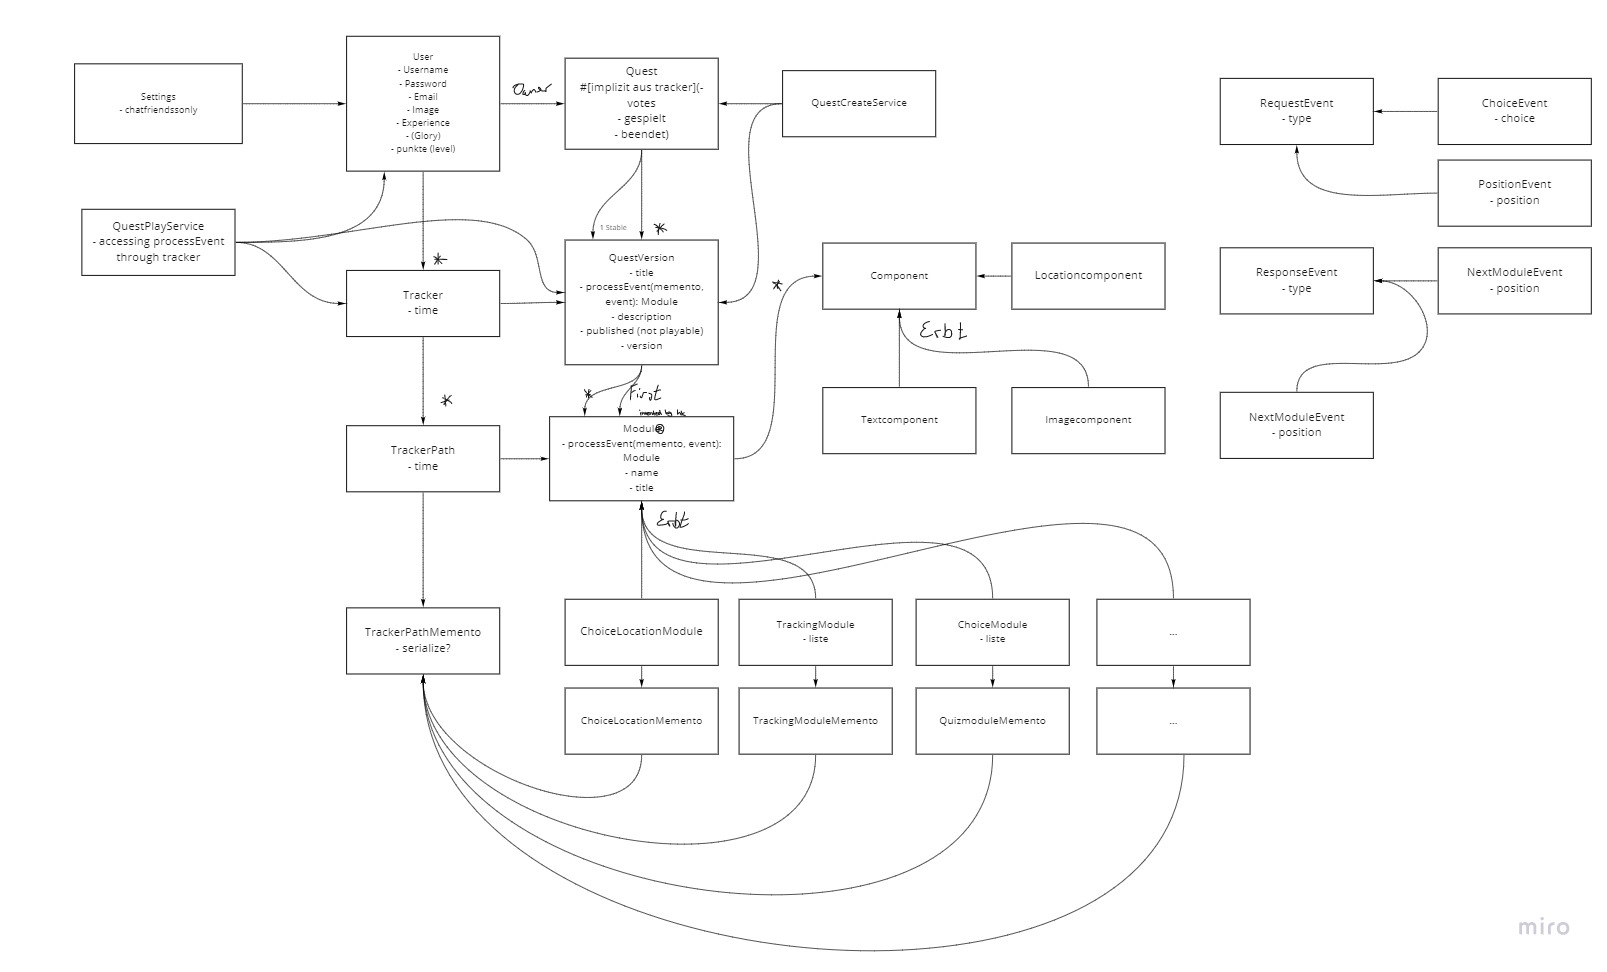 Settings
- chatfriendssonly
User
- Username
- Password
- Email
- Image
- Experience
- (Glory)
- punkte (level)
Owner
Quest
#[implizit aus tracker](-
votes
- gespielt
- beendet)
QuestCreateService
RequestEvent
- type
ChoiceEvent
- choice
PositionEvent
- position
QuestPlayService
- accessing processEvent
through tracker
*
1 Stable
*
Tracker
- time
QuestVersion
- title
- processEvent(memento,
event): Module
- description
- published (not playable)
- version
*
Component
Locationcomponent
ResponseEvent
- type
NextModuleEvent
- position
Erbt
*
*
First
Textcomponent
Imagecomponent
NextModuleEvent
- position
TrackerPath
- time
invented by
Module
- processEvent(memento, event):
Module
- name
- title
Erbt
TrackerPathMemento
- serialize?
ChoiceLocationModule
TrackingModule
- liste
ChoiceModule
- liste
...
ChoiceLocationMemento
TrackingModuleMemento
QuizmoduleMemento
...
miro